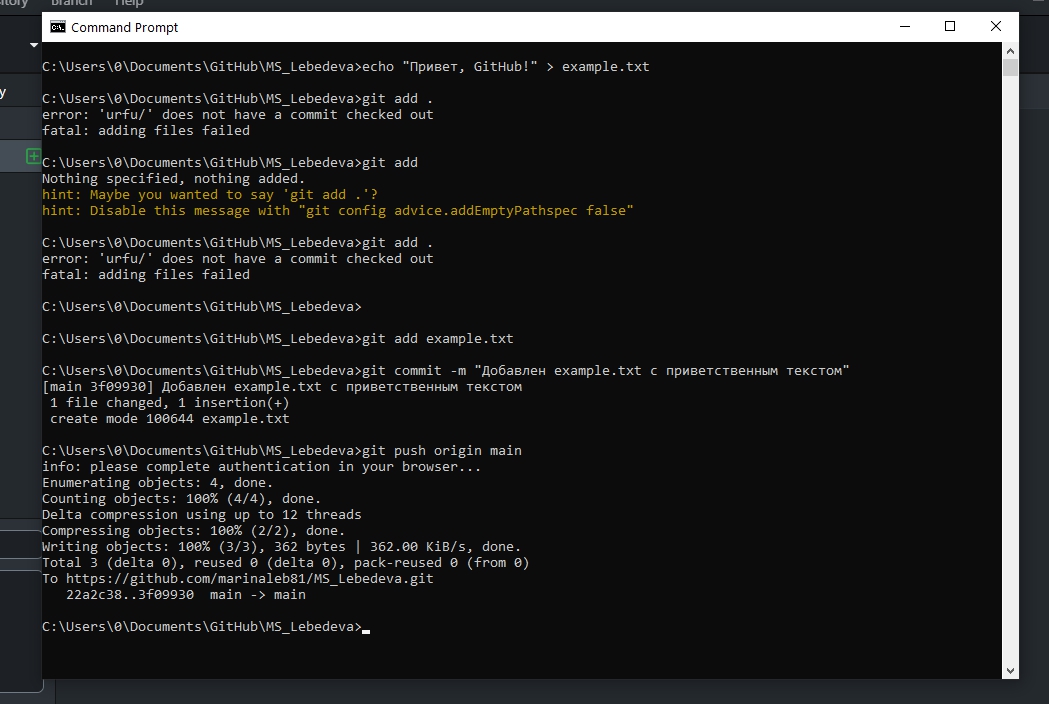 Branch
Help
Command Prompt
C:\Users\0\Documents\GitHub\MS_Lebedeva>echo "Привет, GitHub!" > example.txt
C:\Users\0\Documents\GitHub\MS_Lebedeva>git add .
error: 'urfu/' does not have a commit checked out
fatal: adding files failed
C:\Users\0\Documents\GitHub\MS_Lebedeva>git add
Nothing specified, nothing added.
hint: Maybe you wanted to say 'git add .'?
hint: Disable this message with "git config advice.addEmptyPathspec false"
C:\Users\0\Documents\GitHub\MS_Lebedeva>git add .
error: 'urfu/' does not have a commit checked out
fatal: adding files failed
C:\Users\0\Documents\GitHub\MS_Lebedeva>
C:\Users\0\Documents\GitHub\MS_Lebedeva>git add example.txt
C:\Users\0\Documents\GitHub\MS_Lebedeva>git commit -m "Добавлен example.txt с приветственным текстом"
[main 3f09930] Добавлен example.txt с приветственным текстом
1 file changed, 1 insertion(+)
create mode 100644 example.txt
C:\Users\0\Documents\GitHub\MS_Lebedeva>git push origin main
info: please complete authentication in your browser...
Enumerating objects: 4, done.
Counting objects: 100% (4/4), done.
Delta compression using up to 12 threads
Compressing objects: 100% (2/2), done.
Writing objects: 100% (3/3), 362 bytes | 362.00 KiB/s, done.
Total 3 (delta 0), reused 0 (delta 0), pack-reused 0 (from 0)
To https://github.com/marinaleb81/MS_Lebedeva.git
22a2c38..3f09930  main -> main
C:\Users\0\Documents\GitHub\MS_Lebedeva>